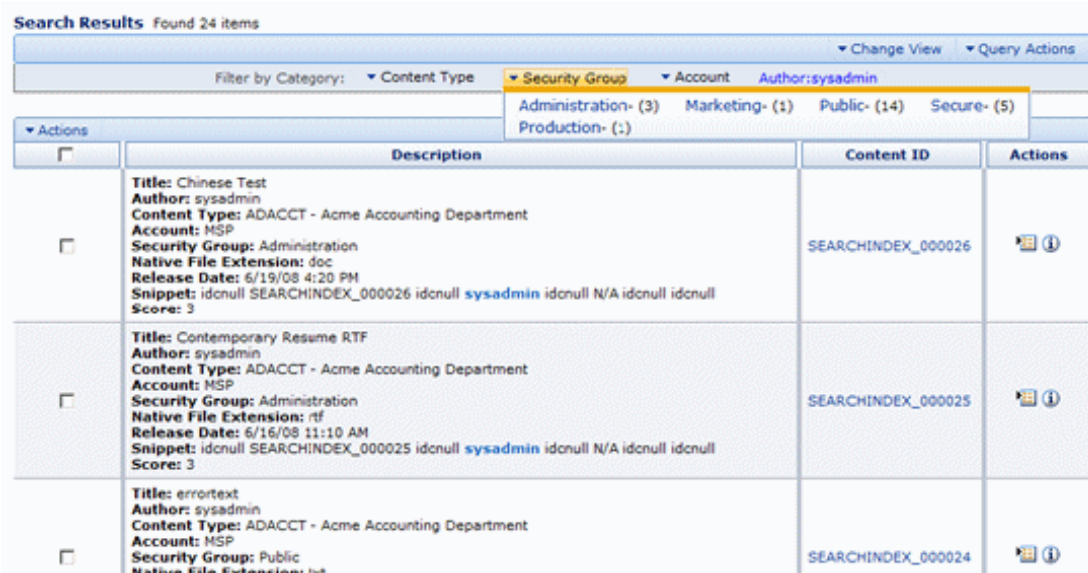 Search Results Found 24 items
Change View Query Actions
Filter by Category: Content Type Security Group Account Author:sysadmin
Administration- (3) Marketing- (1) Public- (14) Secure- (5)
Production- (1)
Actions
Description Content ID Actions
Title: Chinese Test
Author: sysadmin
Content Type: ADACCT - Acme Accounting Department
Account: MSP
Security Group: Administration
Native File Extension: doc
Release Date: 6/19/08 4:20 PM
Snippet: idcnull SEARCHINDEX_000026 idcnull sysadmin idcnull N/A idcnull idcnull
Score: 3
SEARCHINDEX_000026
Title: Contemporary Resume RTF
Author: sysadmin
Content Type: ADACCT - Acme Accounting Department
Account: MSP
Security Group: Administration
Native File Extension: rtf
Release Date: 6/16/08 11:10 AM
Snippet: idcnull SEARCHINDEX_000025 idcnull sysadmin idcnull N/A idcnull idcnull
Score: 3
SEARCHINDEX_000025
Title: errortext
Author: sysadmin
Content Type: ADACCT - Acme Accounting Department
Account: MSP
Security Group: Public
Native File Extension: txt
SEARCHINDEX_000024